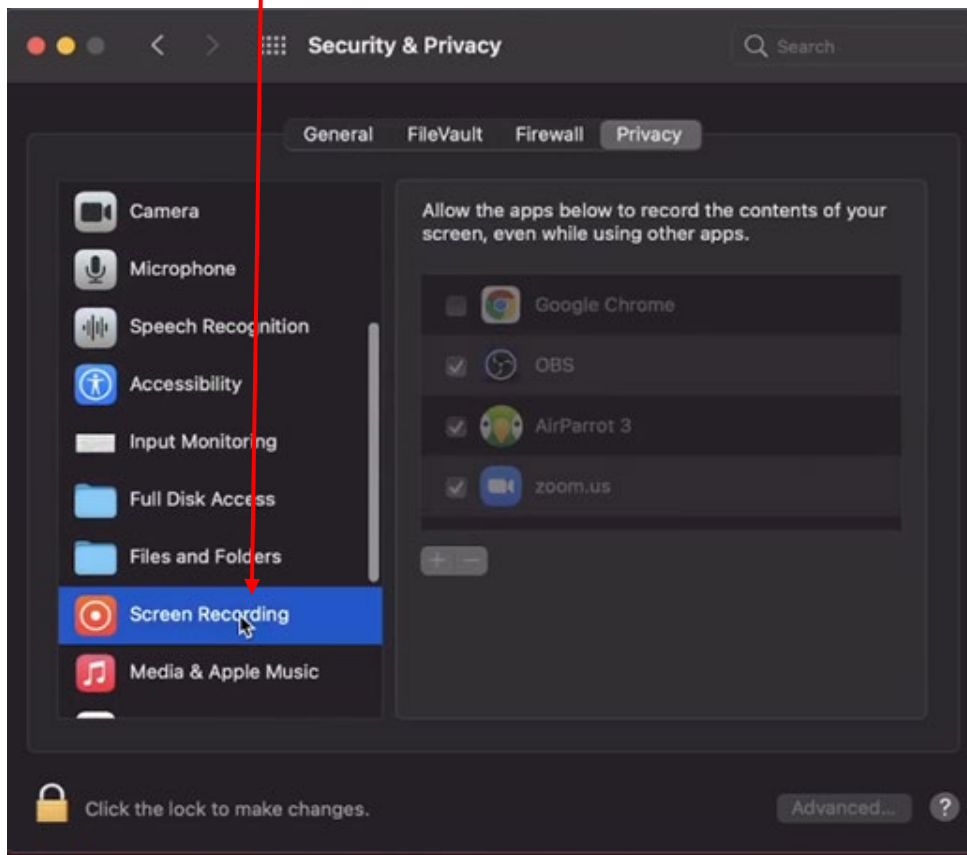 Security & Privacy
Search
General FileVault Firewall Privacy
Camera
Microphone
Speech Recognition
Accessibility
Input Monitoring
Full Disk Access
Files and Folders
Screen Recording
Media & Apple Music
Allow the apps below to record the contents of your
screen, even while using other apps.
Google Chrome
OBS
AirParrot 3
zoom.us
+ −
Click the lock to make changes.
Advanced...
?